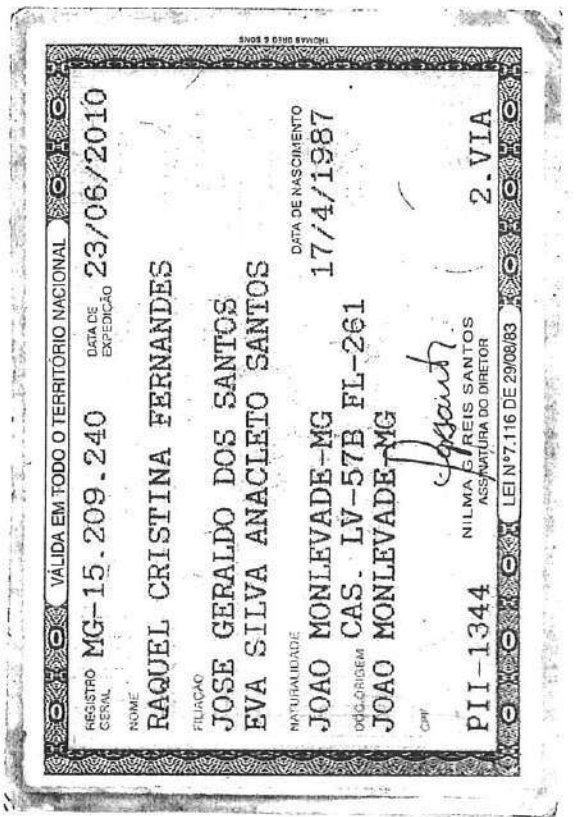 VÁLIDA EM TODO O TERRITÓRIO NACIONAL
REGISTRO GERAL MG-15.209.240 DATA DE EXPEDIÇÃO 23/06/2010
NOME
RAQUEL CRISTINA FERNANDES
FILIAÇÃO
JOSE GERALDO DOS SANTOS
EVA SILVA ANACLETO SANTOS
NATURALIDADE DATA DE NASCIMENTO
JOAO MONLEVADE-MG 17/4/1987
DOC.ORIGEM CAS. LV-57B FL-261
JOAO MONLEVADE-MG
CPF
PII-1344 NILMA G. REIS SANTOS 2.VIA
ASSINATURA DO DIRETOR
LEI Nº7.116 DE 29/08/83
THOMAS GREG & SONS